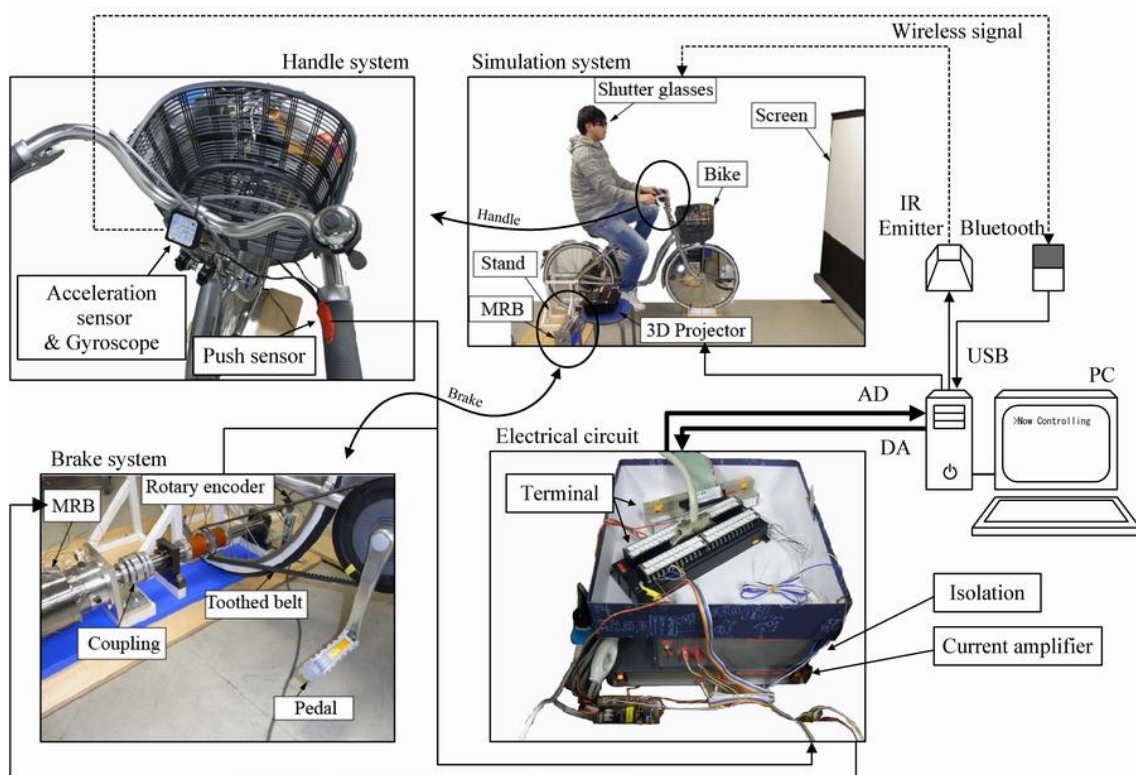 Wireless signal
Handle system
Simulation system
Shutter glasses
Screen
Bike
Handle
IR
Emitter
Bluetooth
Stand
MRB
3D Projector
Acceleration
sensor
& Gyroscope
Push sensor
USB
PC
Brake
AD
DA
>Now Controlling
Electrical circuit
Brake system
MRB
Rotary encoder
Terminal
Toothed belt
Coupling
Pedal
Isolation
Current amplifier